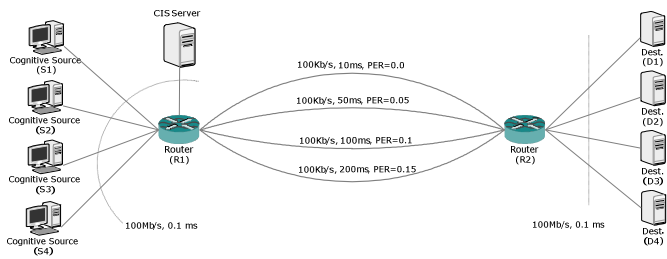 CIS Server
Cognitive Source
(S1)
Cognitive Source
(S2)
Cognitive Source
(S3)
Cognitive Source
(S4)
Router
(R1)
100Mb/s, 0.1 ms
100Kb/s, 10ms, PER=0.0
100Kb/s, 50ms, PER=0.05
100Kb/s, 100ms, PER=0.1
100Kb/s, 200ms, PER=0.15
Router
(R2)
100Mb/s, 0.1 ms
Dest.
(D1)
Dest.
(D2)
Dest.
(D3)
Dest.
(D4)